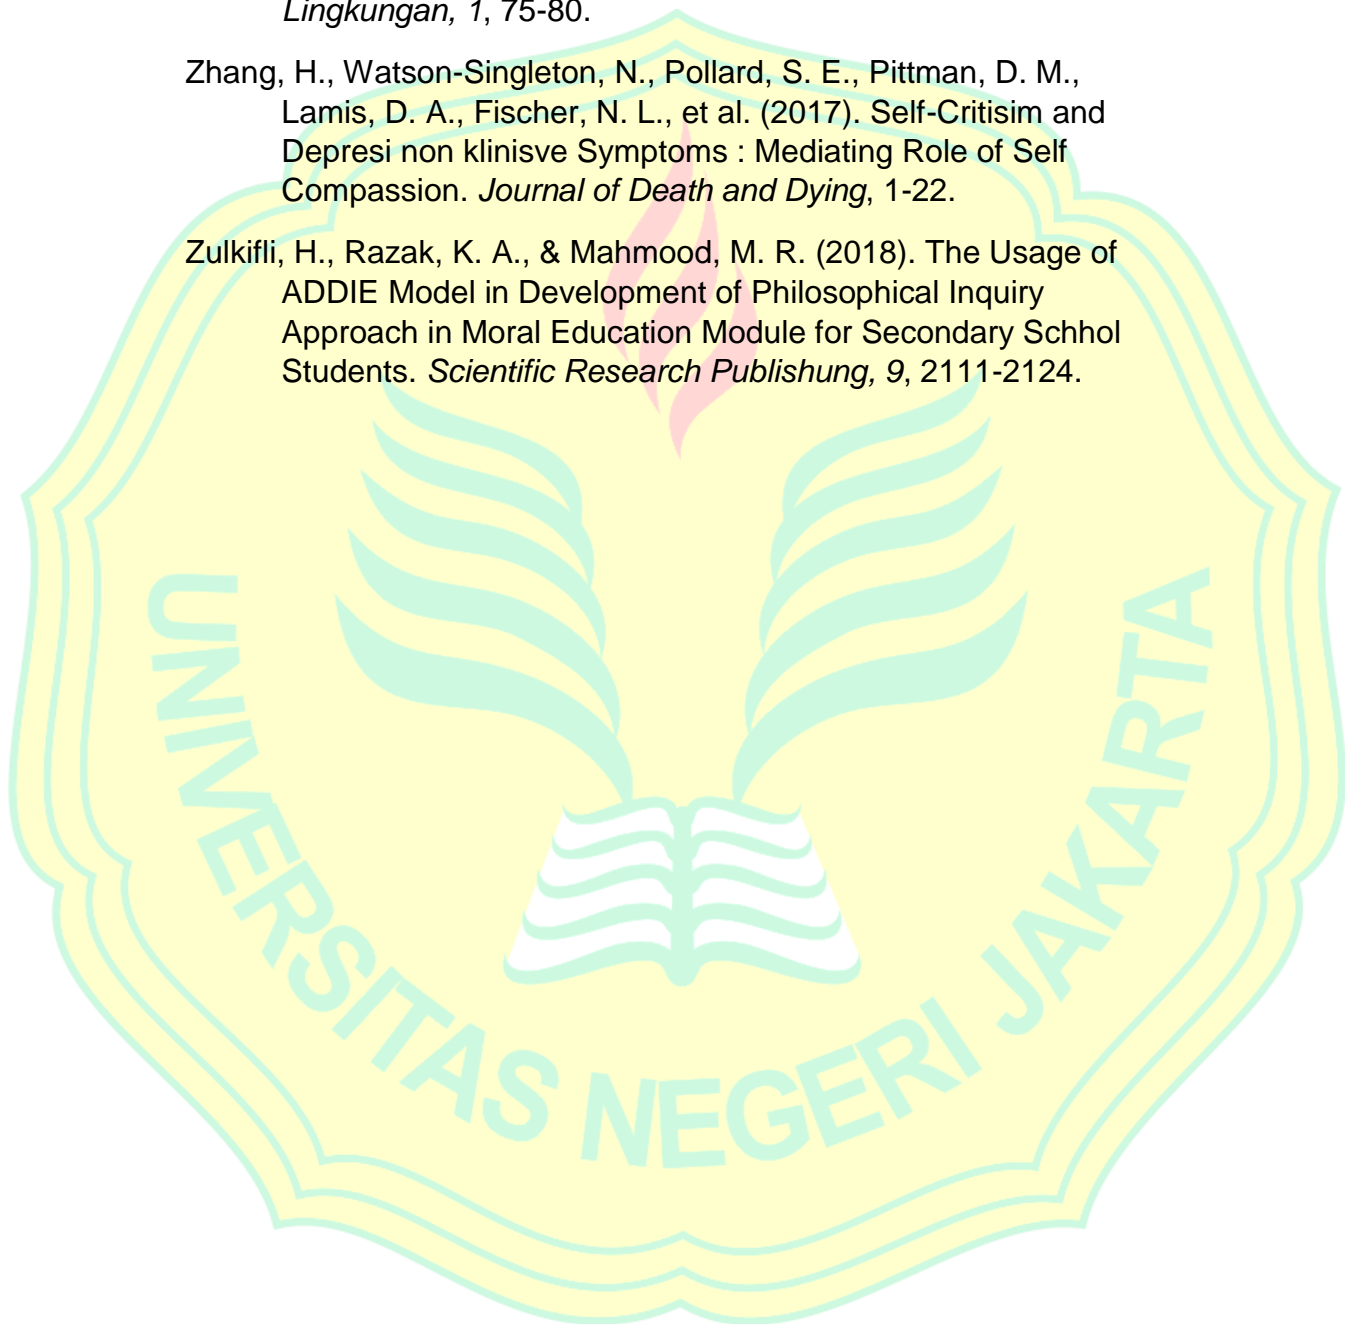 Lingkungan, 1, 75-80.
Zhang, H., Watson-Singleton, N., Pollard, S. E., Pittman, D. M.,
Lamis, D. A., Fischer, N. L., et al. (2017). Self-Critisim and
Depresi non klinisve Symptoms : Mediating Role of Self
Compassion. Journal of Death and Dying, 1-22.
Zulkifli, H., Razak, K. A., & Mahmood, M. R. (2018). The Usage of
ADDIE Model in Development of Philosophical Inquiry
Approach in Moral Education Module for Secondary Schhol
Students. Scientific Research Publishung, 9, 2111-2124.
UNIVERSITAS NEGERI JAKARTA